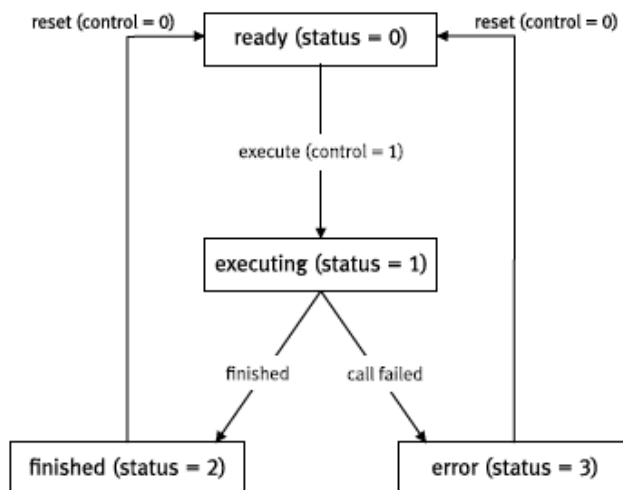 reset (control = 0)
reset (control = 0)
ready (status = 0)
execute (control = 1)
executing (status = 1)
finished
call failed
finished (status = 2)
error (status = 3)